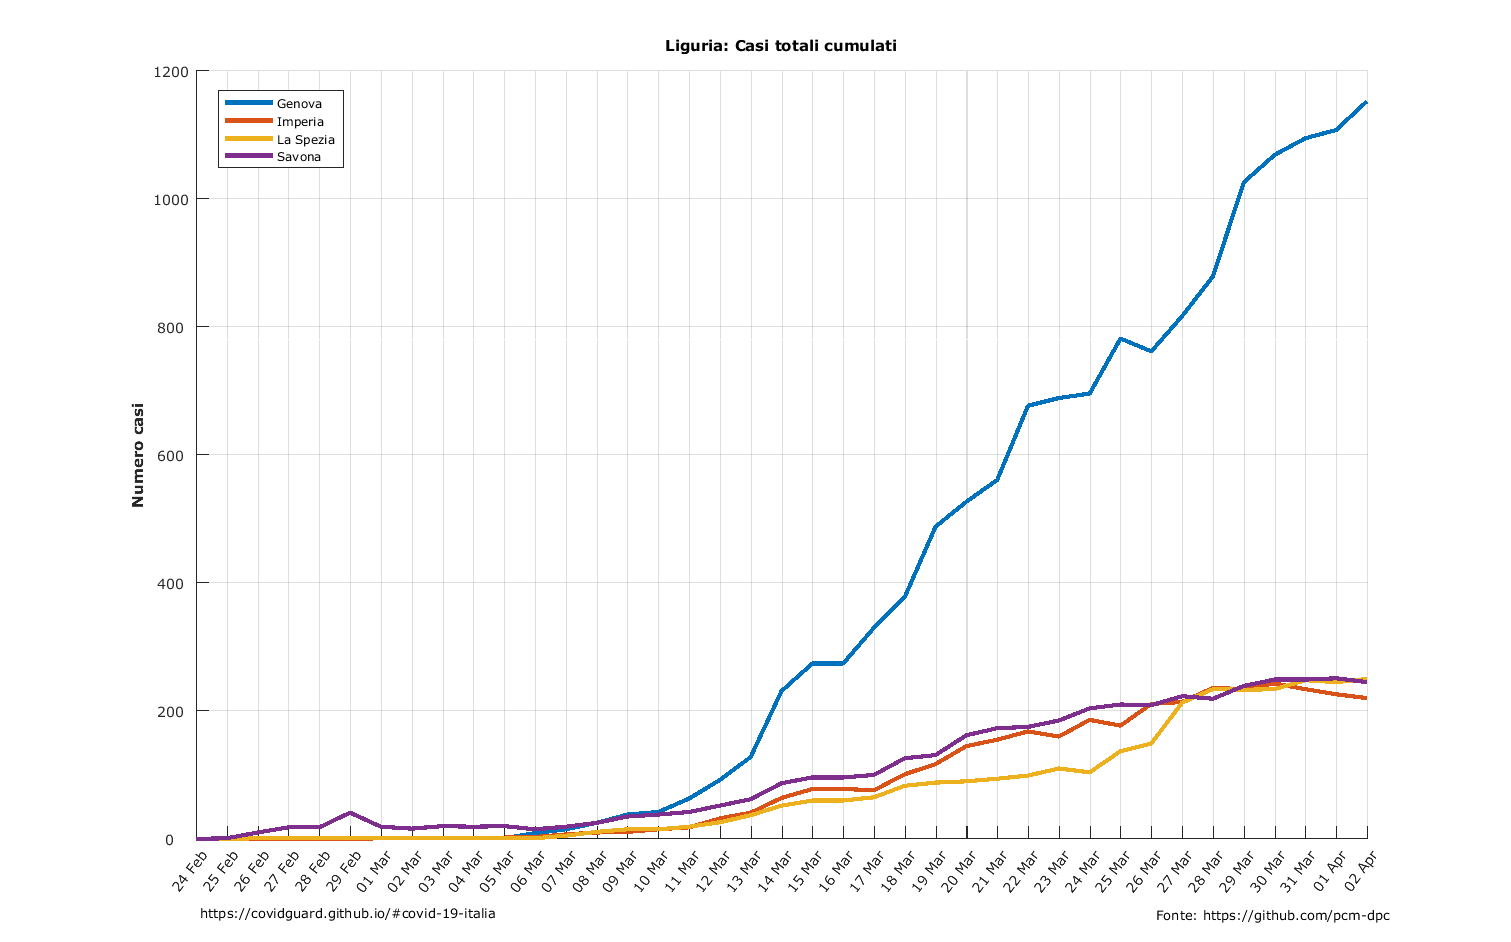 Liguria: Casi totali cumulati
Numero casi
1200
1000
800
600
400
200
0
Genova
Imperia
La Spezia
Savona
24 Feb
25 Feb
26 Feb
27 Feb
28 Feb
29 Feb
01 Mar
02 Mar
03 Mar
04 Mar
05 Mar
06 Mar
07 Mar
08 Mar
09 Mar
10 Mar
11 Mar
12 Mar
13 Mar
14 Mar
15 Mar
16 Mar
17 Mar
18 Mar
19 Mar
20 Mar
21 Mar
22 Mar
23 Mar
24 Mar
25 Mar
26 Mar
27 Mar
28 Mar
29 Mar
30 Mar
31 Mar
01 Apr
02 Apr
https://covidguard.github.io/#covid-19-italia
Fonte: https://github.com/pcm-dpc